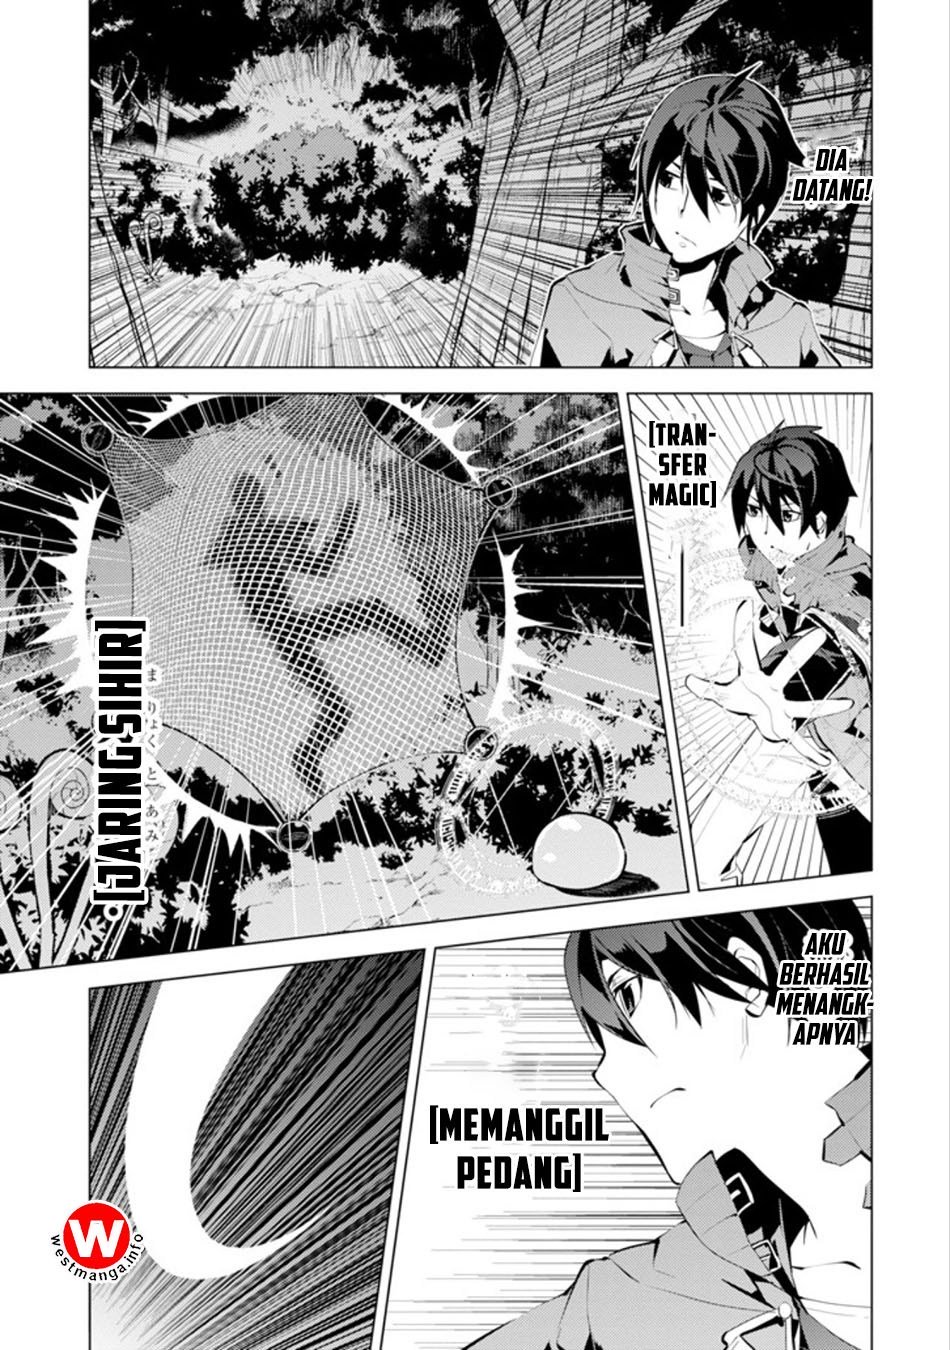 DIA
DATANG!
[TRAN-
SFER
MAGIC]
[JARING SIHIR]
まりょくとあみ
AKU
BERHASIL
MENANGK-
APNYA
[MEMANGGIL
PEDANG]
W
westmanga.info